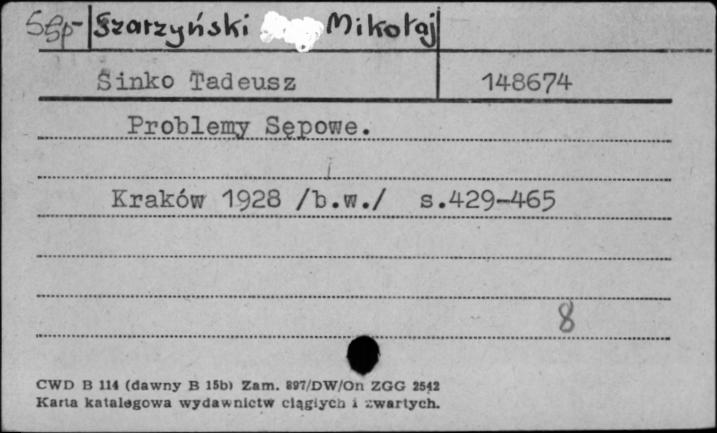 Sęp-Szarzyński Mikołaj
Sinko Tadeusz 148674
Problemy Sępowe.
Kraków 1928 /b.w./ s.429-465
8
CWD B 114 (dawny B 15b) Zam. 897/DW/On ZGG 2542
Karta katalogowa wydawnictw ciągłych i zwartych.